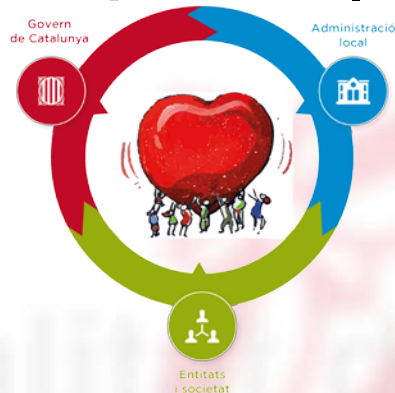 Govern
de Catalunya
Administració
local
Entitats
i societat